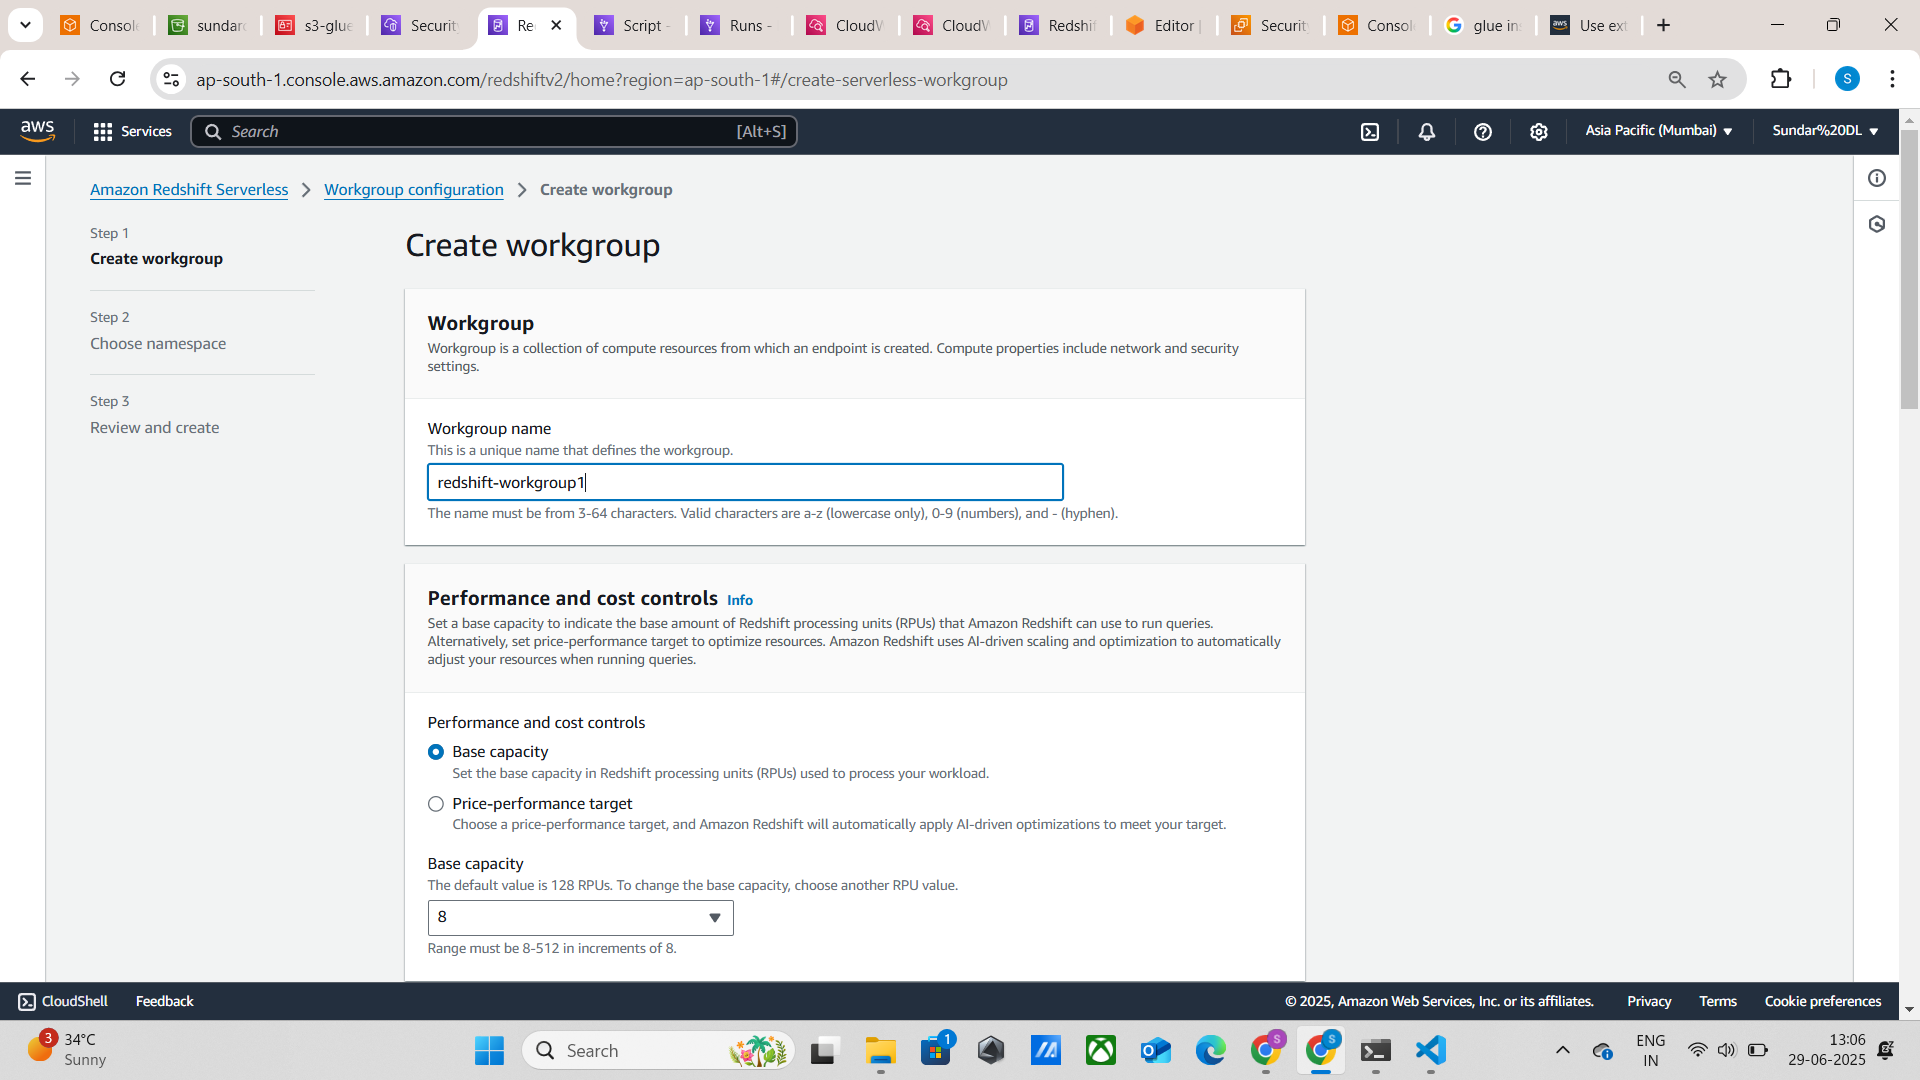 Console
sundar
s3-glue
Security
Re
Script -
Runs -
CloudW
CloudW
Redshif
Editor |
Security
Console
glue ins
Use ext
ap-south-1.console.aws.amazon.com/redshiftv2/home?region=ap-south-1#/create-serverless-workgroup
S
aws
Services
Search
[Alt+S]
Asia Pacific (Mumbai)
Sundar%20DL
Amazon Redshift Serverless
Workgroup configuration
Create workgroup
Step 1
Create workgroup
Step 2
Choose namespace
Step 3
Review and create
Create workgroup
Workgroup
Workgroup is a collection of compute resources from which an endpoint is created. Compute properties include network and security
settings.
Workgroup name
This is a unique name that defines the workgroup.
redshift-workgroup1
The name must be from 3-64 characters. Valid characters are a-z (lowercase only), 0-9 (numbers), and - (hyphen).
Performance and cost controls Info
Set a base capacity to indicate the base amount of Redshift processing units (RPUs) that Amazon Redshift can use to run queries.
Alternatively, set price-performance target to optimize resources. Amazon Redshift uses AI-driven scaling and optimization to automatically
adjust your resources when running queries.
Performance and cost controls
Base capacity
Set the base capacity in Redshift processing units (RPUs) used to process your workload.
Price-performance target
Choose a price-performance target, and Amazon Redshift will automatically apply AI-driven optimizations to meet your target.
Base capacity
The default value is 128 RPUs. To change the base capacity, choose another RPU value.
8
Range must be 8-512 in increments of 8.
CloudShell
Feedback
© 2025, Amazon Web Services, Inc. or its affiliates.
Privacy
Terms
Cookie preferences
3
34°C
Sunny
Search
1
S
S
ENG
IN
13:06
29-06-2025